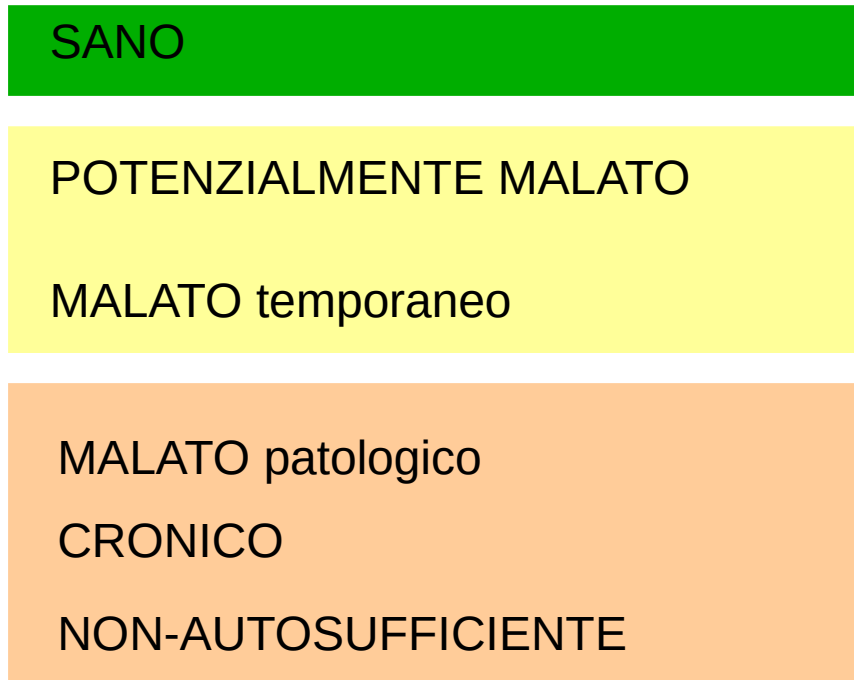 SANO
POTENZIALMENTE MALATO
MALATO temporaneo
MALATO patologico
CRONICO
NON-AUTOSUFFICIENTE